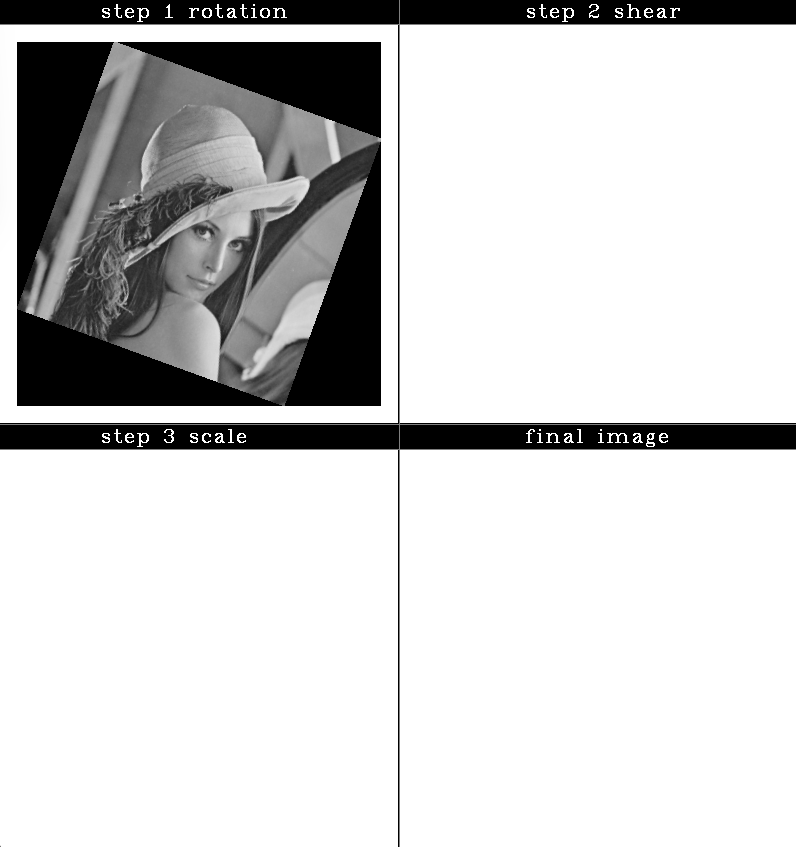 step 1 rotation
step 2 shear
step 3 scale
final image